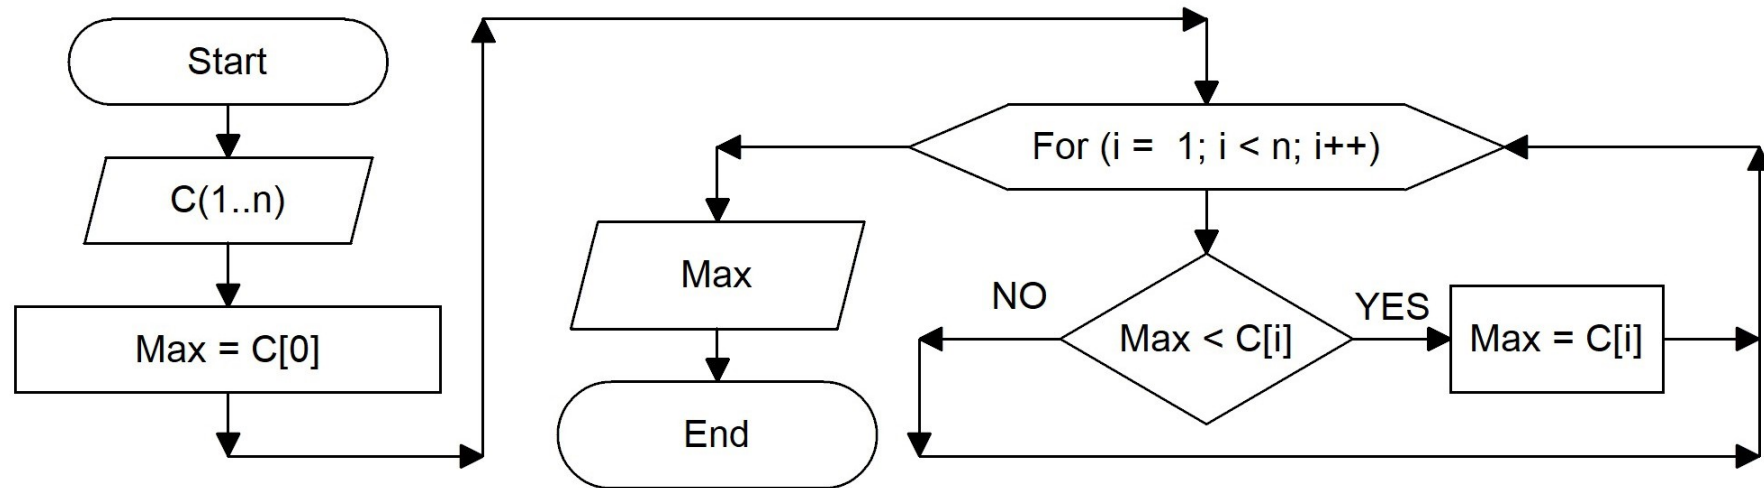 Start
C(1..n)
Max = C[0]
For (i =  1; i < n; i++)
Max < C[i]
NO
YES
Max = C[i]
Max
End